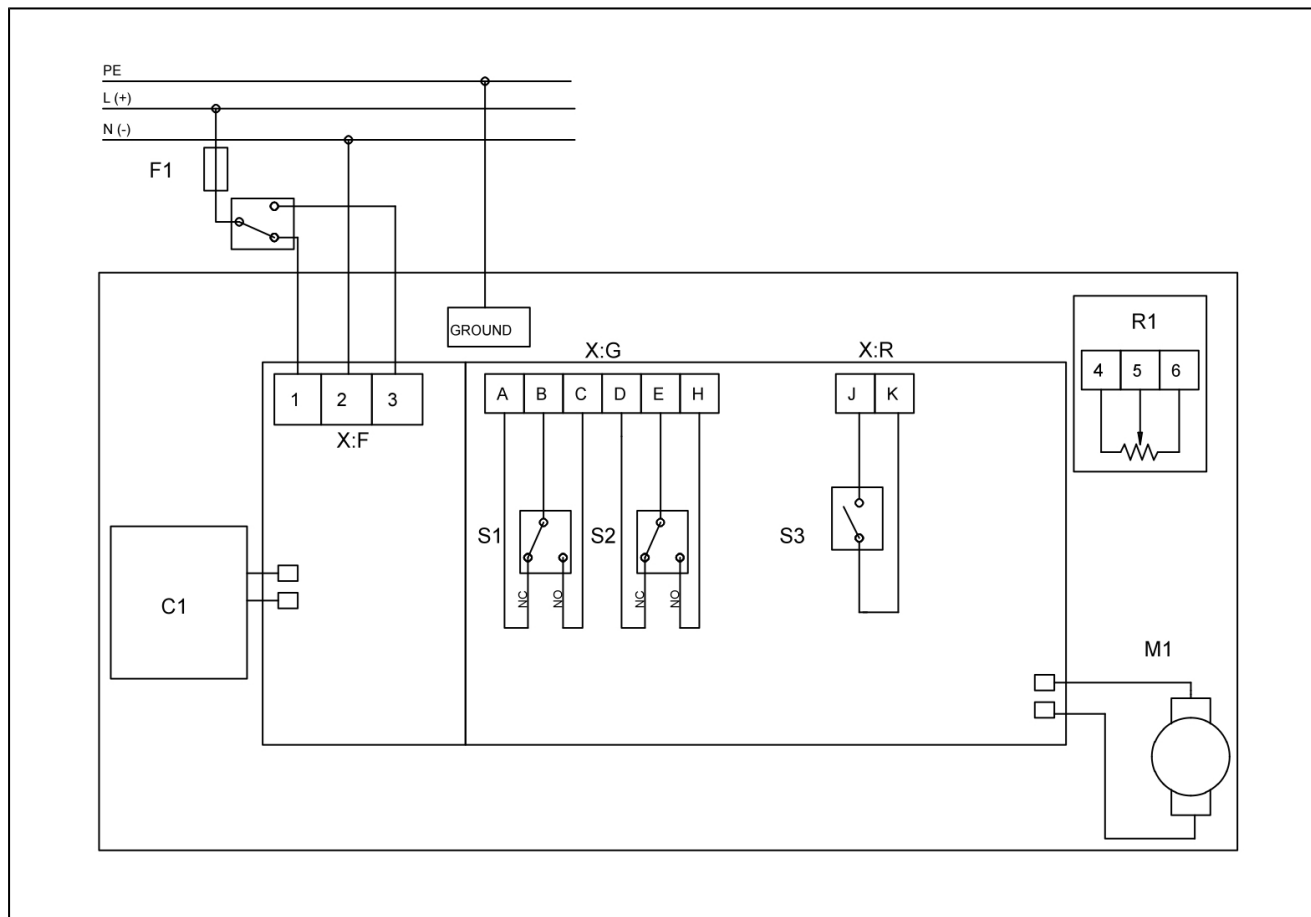 PE
L (+)
N (-)
F1
GROUND
R1
X:G
X:R
4 5 6
1 2 3
A B C D E H
J K
X:F
S1
S2
S3
NC
NO
NC
NO
C1
M1